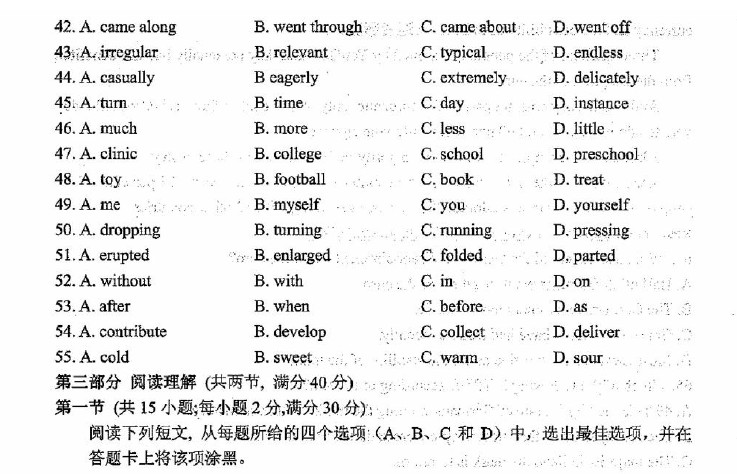 42. A. came along B. went through C. came about D. went off
43. A. irregular B. relevant C. typical D. endless
44. A. casually B eagerly C. extremely D. delicately
45. A. turn B. time C. day D. instance
46. A. much B. more C. less D. little
47. A. clinic B. college C. school D. preschool
48. A. toy B. football C. book D. treat
49. A. me B. myself C. you D. yourself
50. A. dropping B. turning C. running D. pressing
51. A. erupted B. enlarged C. folded D. parted
52. A. without B. with C. in D. on
53. A. after B. when C. before D. as
54. A. contribute B. develop C. collect D. deliver
55. A. cold B. sweet C. warm D. sour
第三部分 阅读理解 (共两节, 满分 40 分)
第一节 (共 15 小题;每小题 2 分,满分 30 分)
阅读下列短文, 从每题所给的四个选项 (A、B、C 和 D) 中, 选出最佳选项, 并在
答题卡上将该项涂黑。